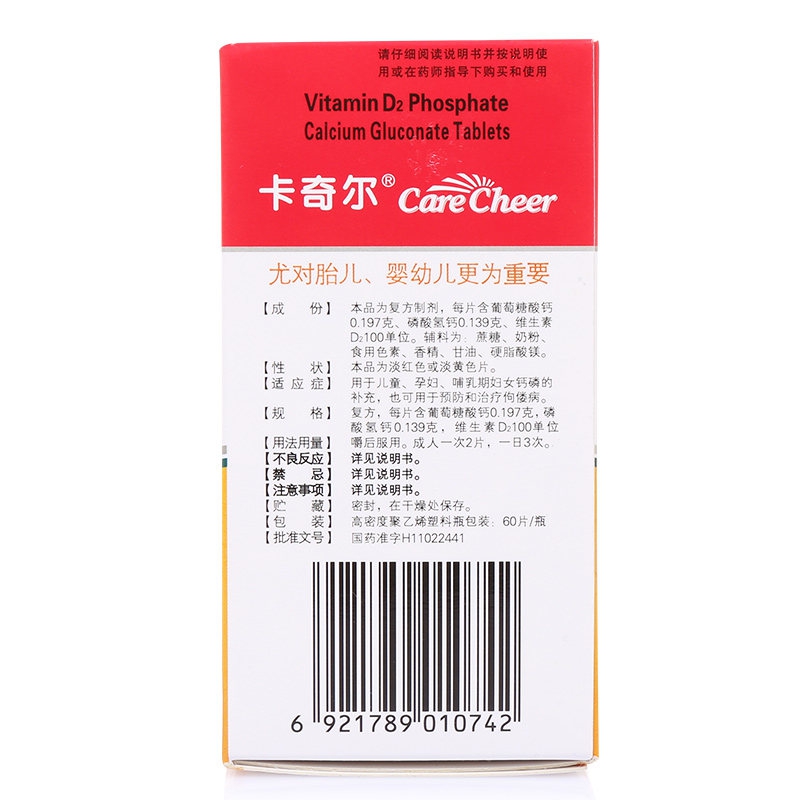 请仔细阅读说明书并按说明使
用或在药师指导下购买和使用
Vitamin D2 Phosphate
Calcium Gluconate Tablets
卡奇尔® Care Cheer
尤对胎儿、婴幼儿更为重要
【成 份】 本品为复方制剂，每片含葡萄糖酸钙
0.197克、磷酸氢钙0.139克、维生素
D2100单位。辅料为：蔗糖、奶粉、
食用色素、香精、甘油、硬脂酸镁。
【性 状】 本品为淡红色或淡黄色片。
【适 应 症】 用于儿童、孕妇、哺乳期妇女钙磷的
补充，也可用于预防和治疗佝偻病。
【规 格】 复方，每片含葡萄糖酸钙0.197克，磷
酸氢钙0.139克，维生素D2100单位
【用法用量】 嚼后服用。成人一次2片，一日3次。
【不良反应】 详见说明书。
【禁 忌】 详见说明书。
【注意事项】 详见说明书。
【贮 藏】 密封，在干燥处保存。
【包 装】 高密度聚乙烯塑料瓶包装：60片/瓶
【批准文号】 国药准字H11022441
6 921789 010742